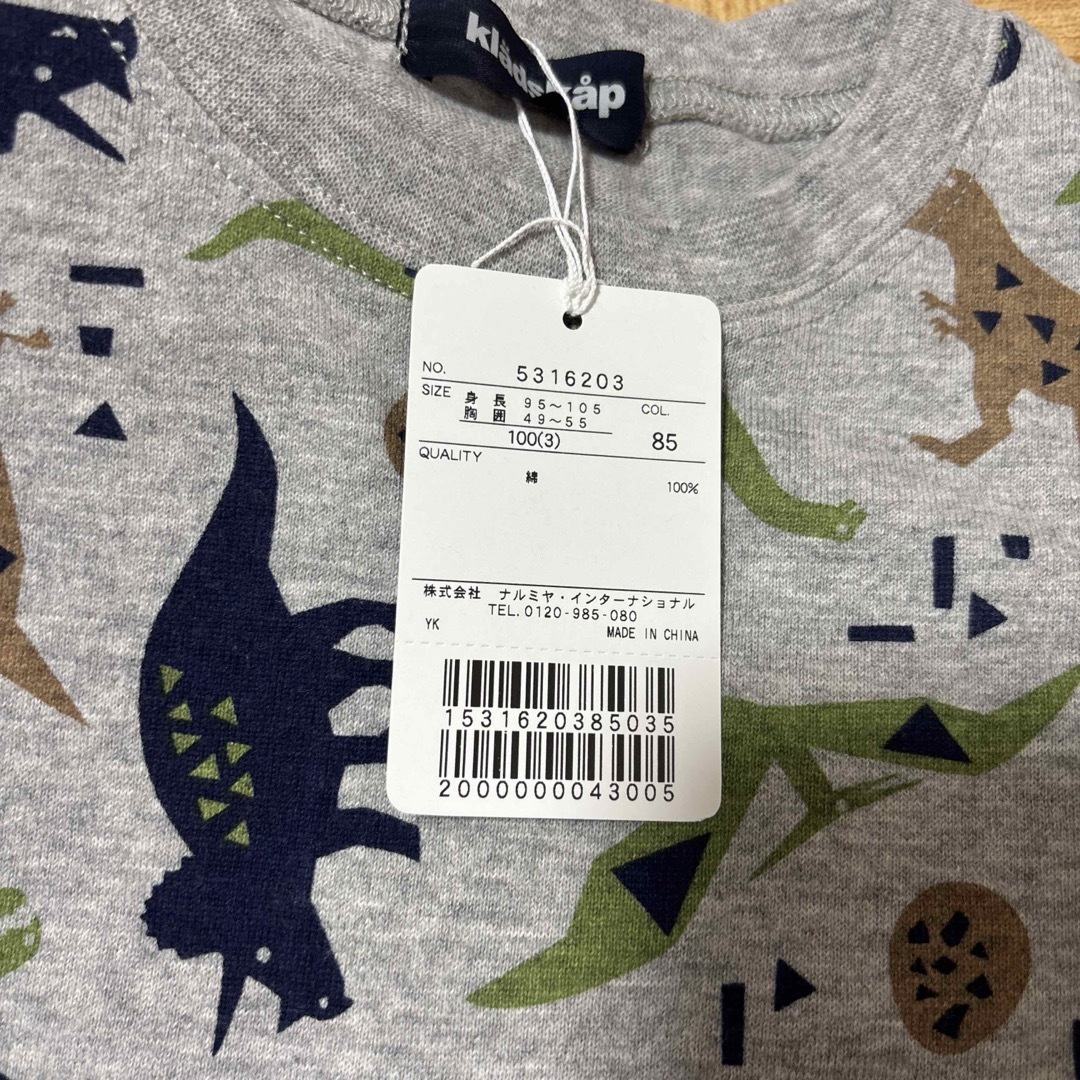 klädskåp
NO. 5316203
SIZE 身長 95~105 COL.
胸囲 49~55
100(3) 85
QUALITY
綿 100%
株式会社 ナルミヤ・インターナショナル
TEL.0120-985-080
YK MADE IN CHINA
1531620385035
2000000043005